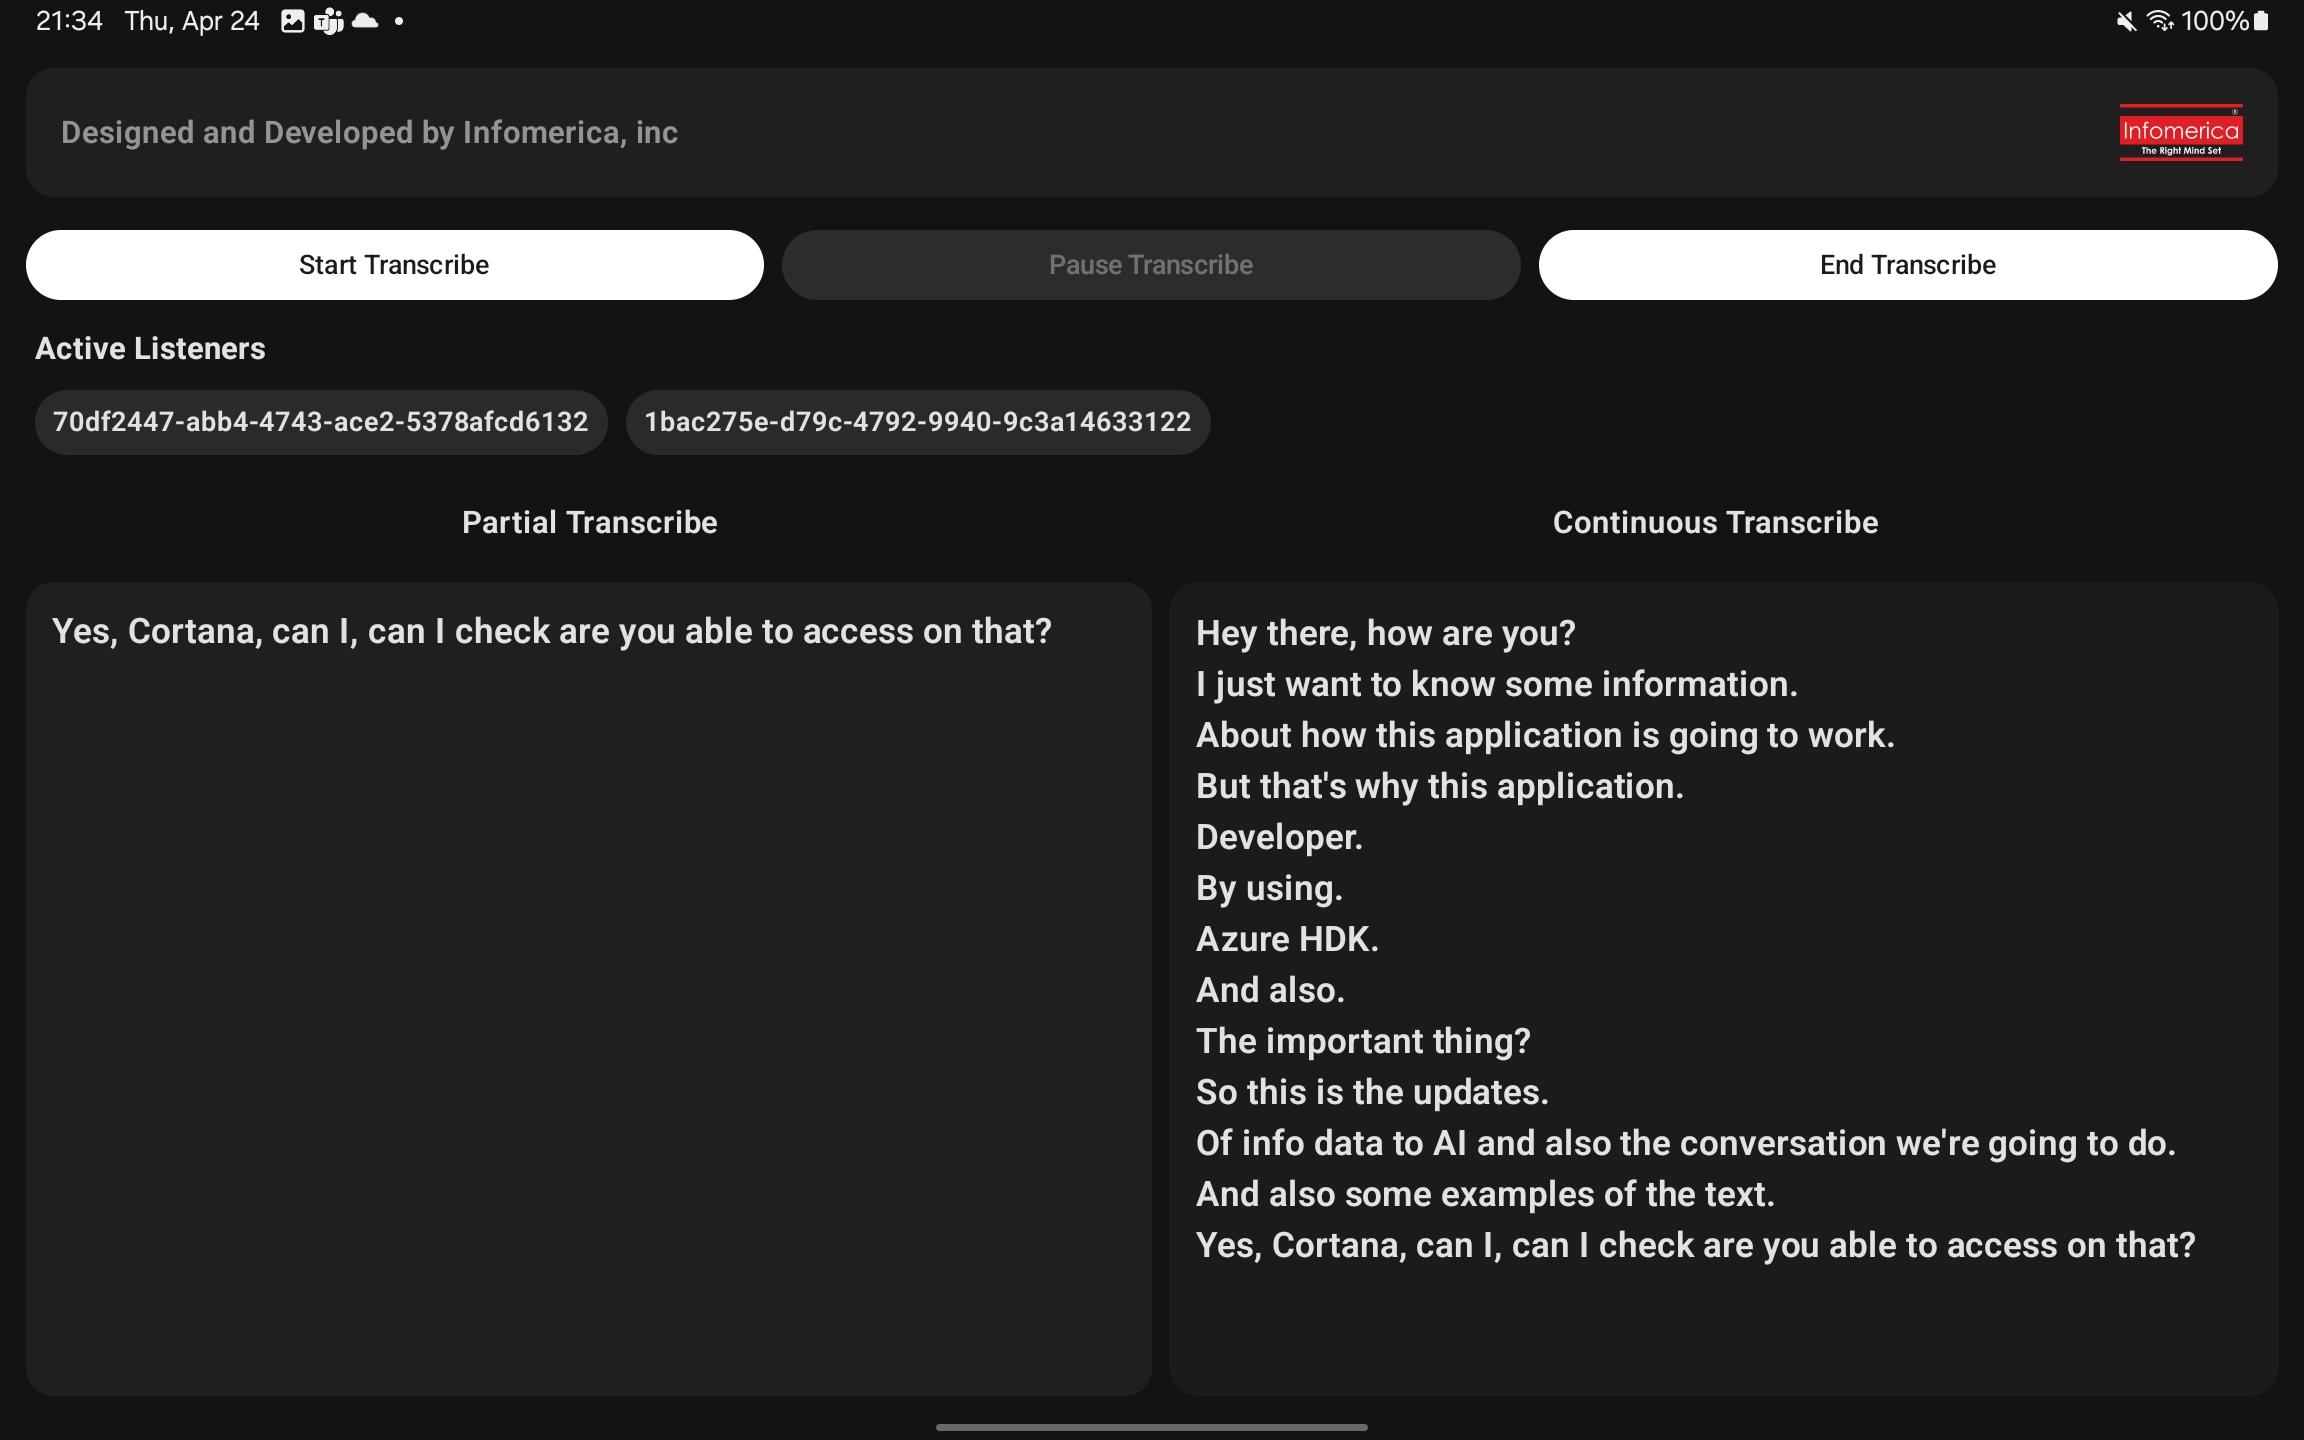 21:34 Thu, Apr 24
100%
Designed and Developed by Infomerica, inc
Infomerica
The Right Mind Set
Start Transcribe
Pause Transcribe
End Transcribe
Active Listeners
70df2447-abb4-4743-ace2-5378afcd6132
1bac275e-d79c-4792-9940-9c3a14633122
Partial Transcribe
Yes, Cortana, can I, can I check are you able to access on that?
Continuous Transcribe
Hey there, how are you?
I just want to know some information.
About how this application is going to work.
But that's why this application.
Developer.
By using.
Azure HDK.
And also.
The important thing?
So this is the updates.
Of info data to AI and also the conversation we're going to do.
And also some examples of the text.
Yes, Cortana, can I, can I check are you able to access on that?